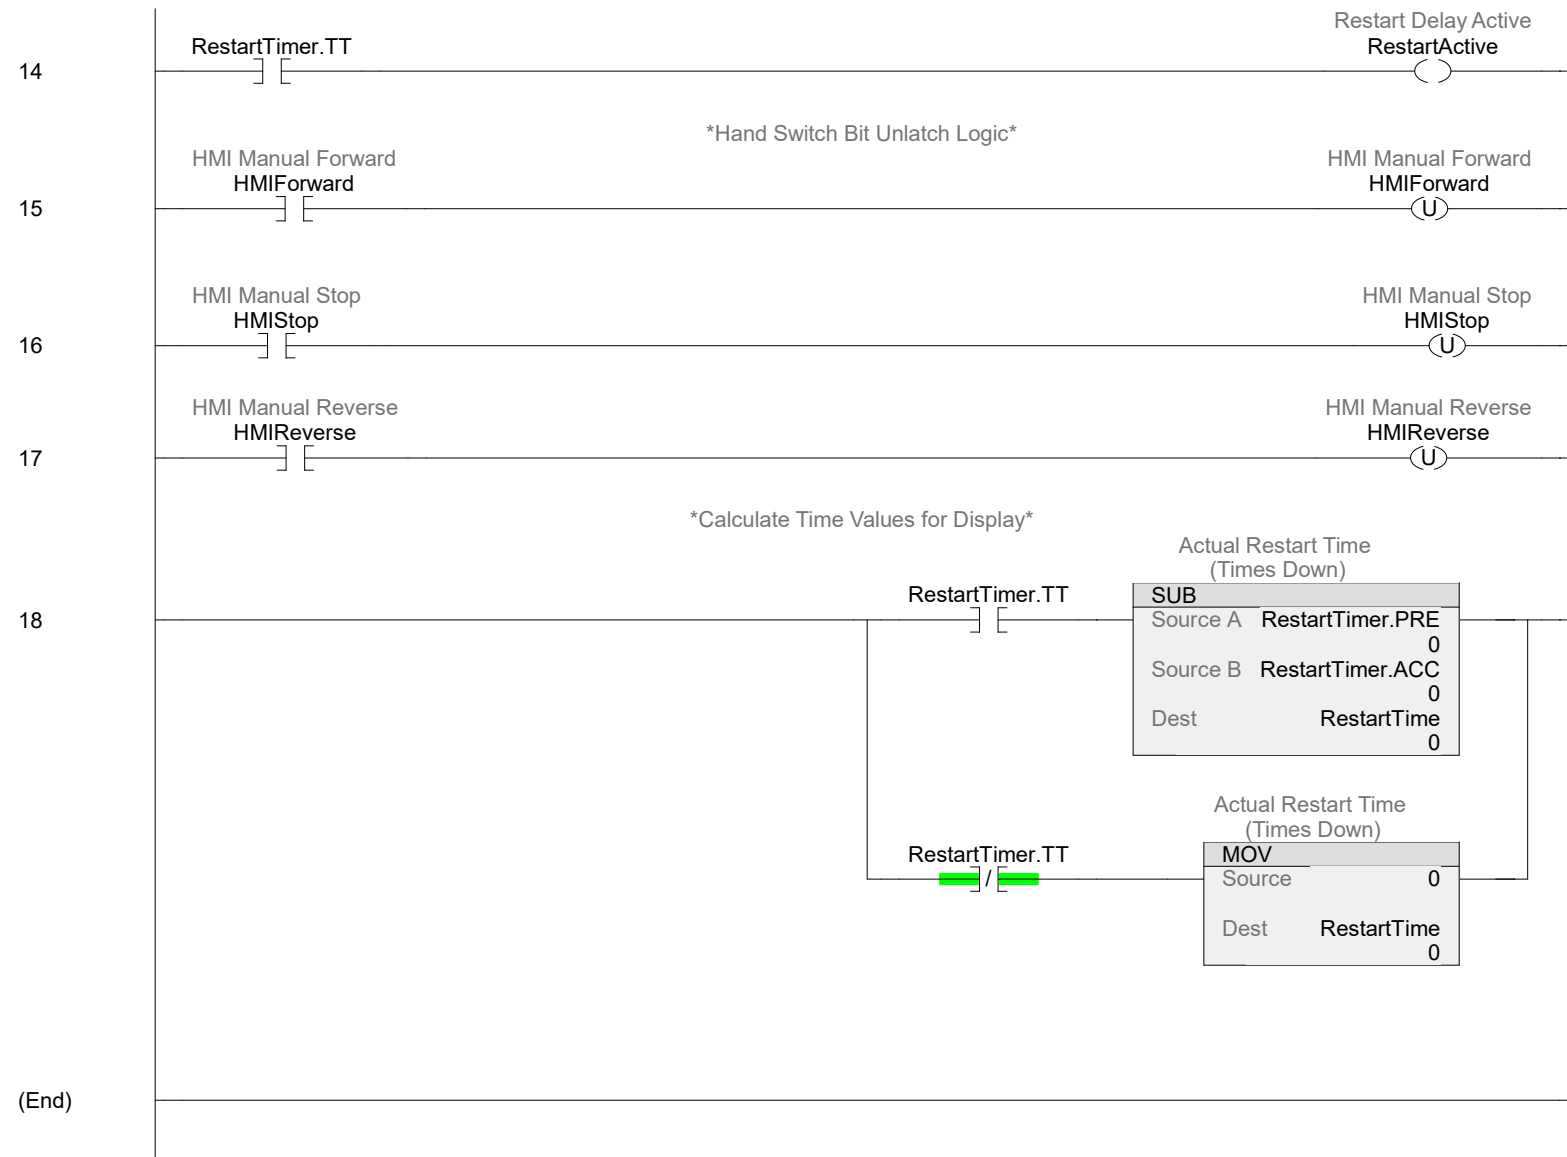 Restart Delay Active
RestartTimer.TT RestartActive
14
*Hand Switch Bit Unlatch Logic*
HMI Manual Forward HMI Manual Forward
HMIForward HMIForward
15 U
HMI Manual Stop HMI Manual Stop
HMIStop HMIStop
16 U
HMI Manual Reverse HMI Manual Reverse
HMIReverse HMIReverse
17 U
*Calculate Time Values for Display*
Actual Restart Time
(Times Down)
RestartTimer.TT SUB
18 Source A RestartTimer.PRE
0
Source B RestartTimer.ACC
0
Dest RestartTime
0
Actual Restart Time
(Times Down)
RestartTimer.TT MOV
/ Source 0
Dest RestartTime
0
(End)